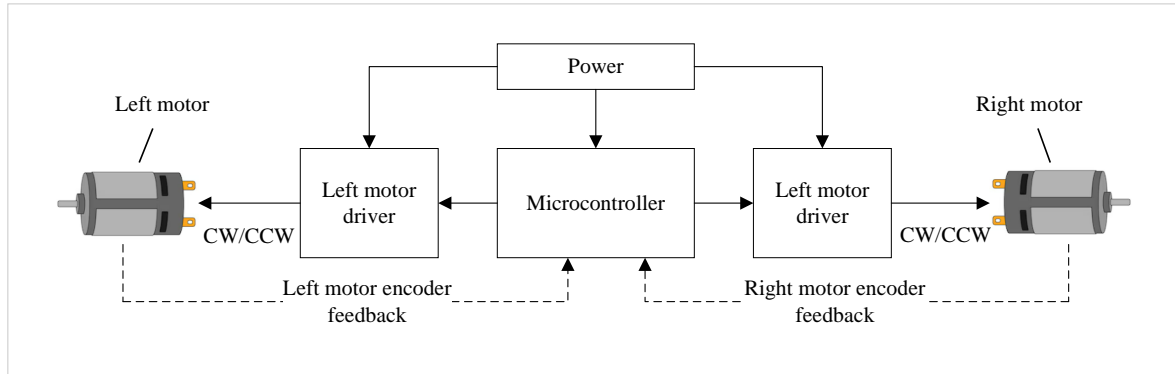 Power
Left motor
Right motor
Left motor
driver
Microcontroller
Left motor
driver
CW/CCW
CW/CCW
Left motor encoder
feedback
Right motor encoder
feedback